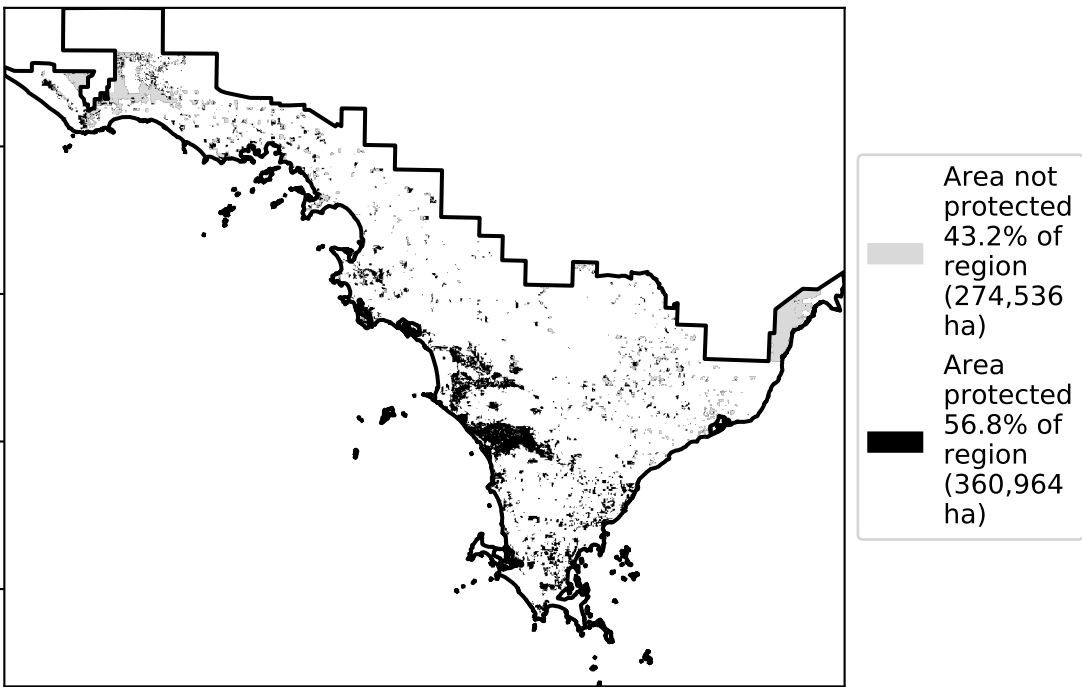 Area not
protected
43.2% of
region
(274,536
ha)
Area
protected
56.8% of
region
(360,964
ha)